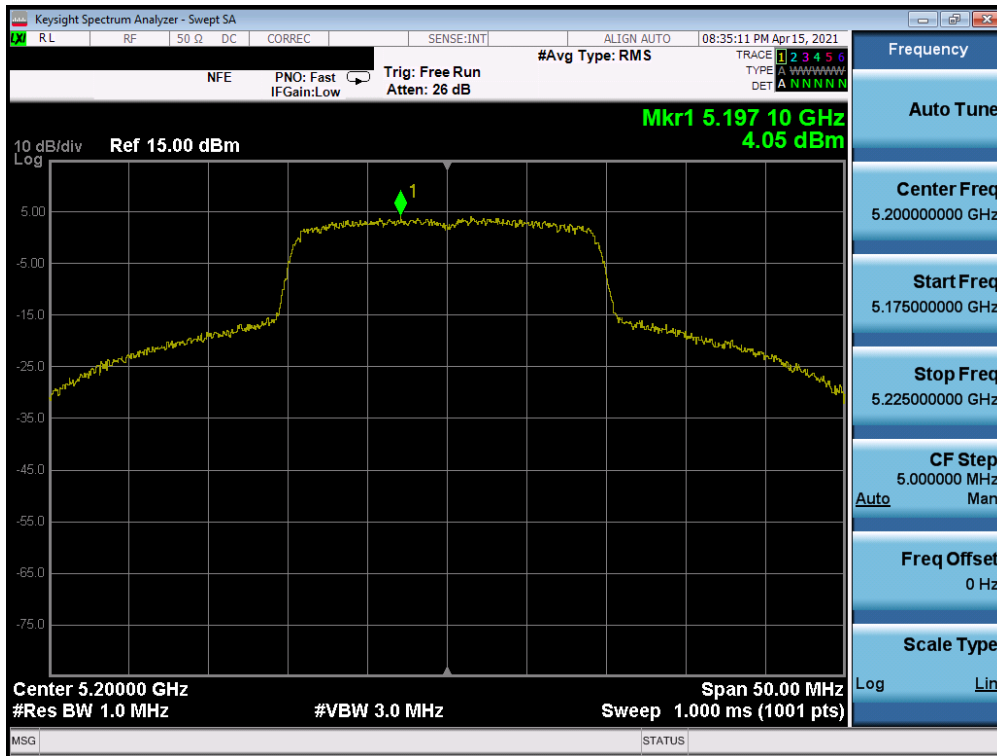 Keysight Spectrum Analyzer - Swept SA
LXI RL RF 50 Ω DC CORREC SENSE:INT ALIGN AUTO 08:35:11 PM Apr 15, 2021
Frequency
#Avg Type: RMS
TRACE 1 2 3 4 5 6
NFE PNO: Fast Trig: Free Run
TYPE A WWWWW
IFGain:Low Atten: 26 dB
DET A N N N N N
Auto Tune
Mkr1 5.197 10 GHz
4.05 dBm
10 dB/div Ref 15.00 dBm
Log
1
5.00
-5.00
-15.0
-25.0
-35.0
-45.0
-55.0
-65.0
-75.0
Center Freq
5.200000000 GHz
Start Freq
5.175000000 GHz
Stop Freq
5.225000000 GHz
CF Step
5.000000 MHz
Auto Man
Freq Offset
0 Hz
Scale Type
Log Lin
Center 5.20000 GHz Span 50.00 MHz
#Res BW 1.0 MHz #VBW 3.0 MHz Sweep 1.000 ms (1001 pts)
MSG STATUS